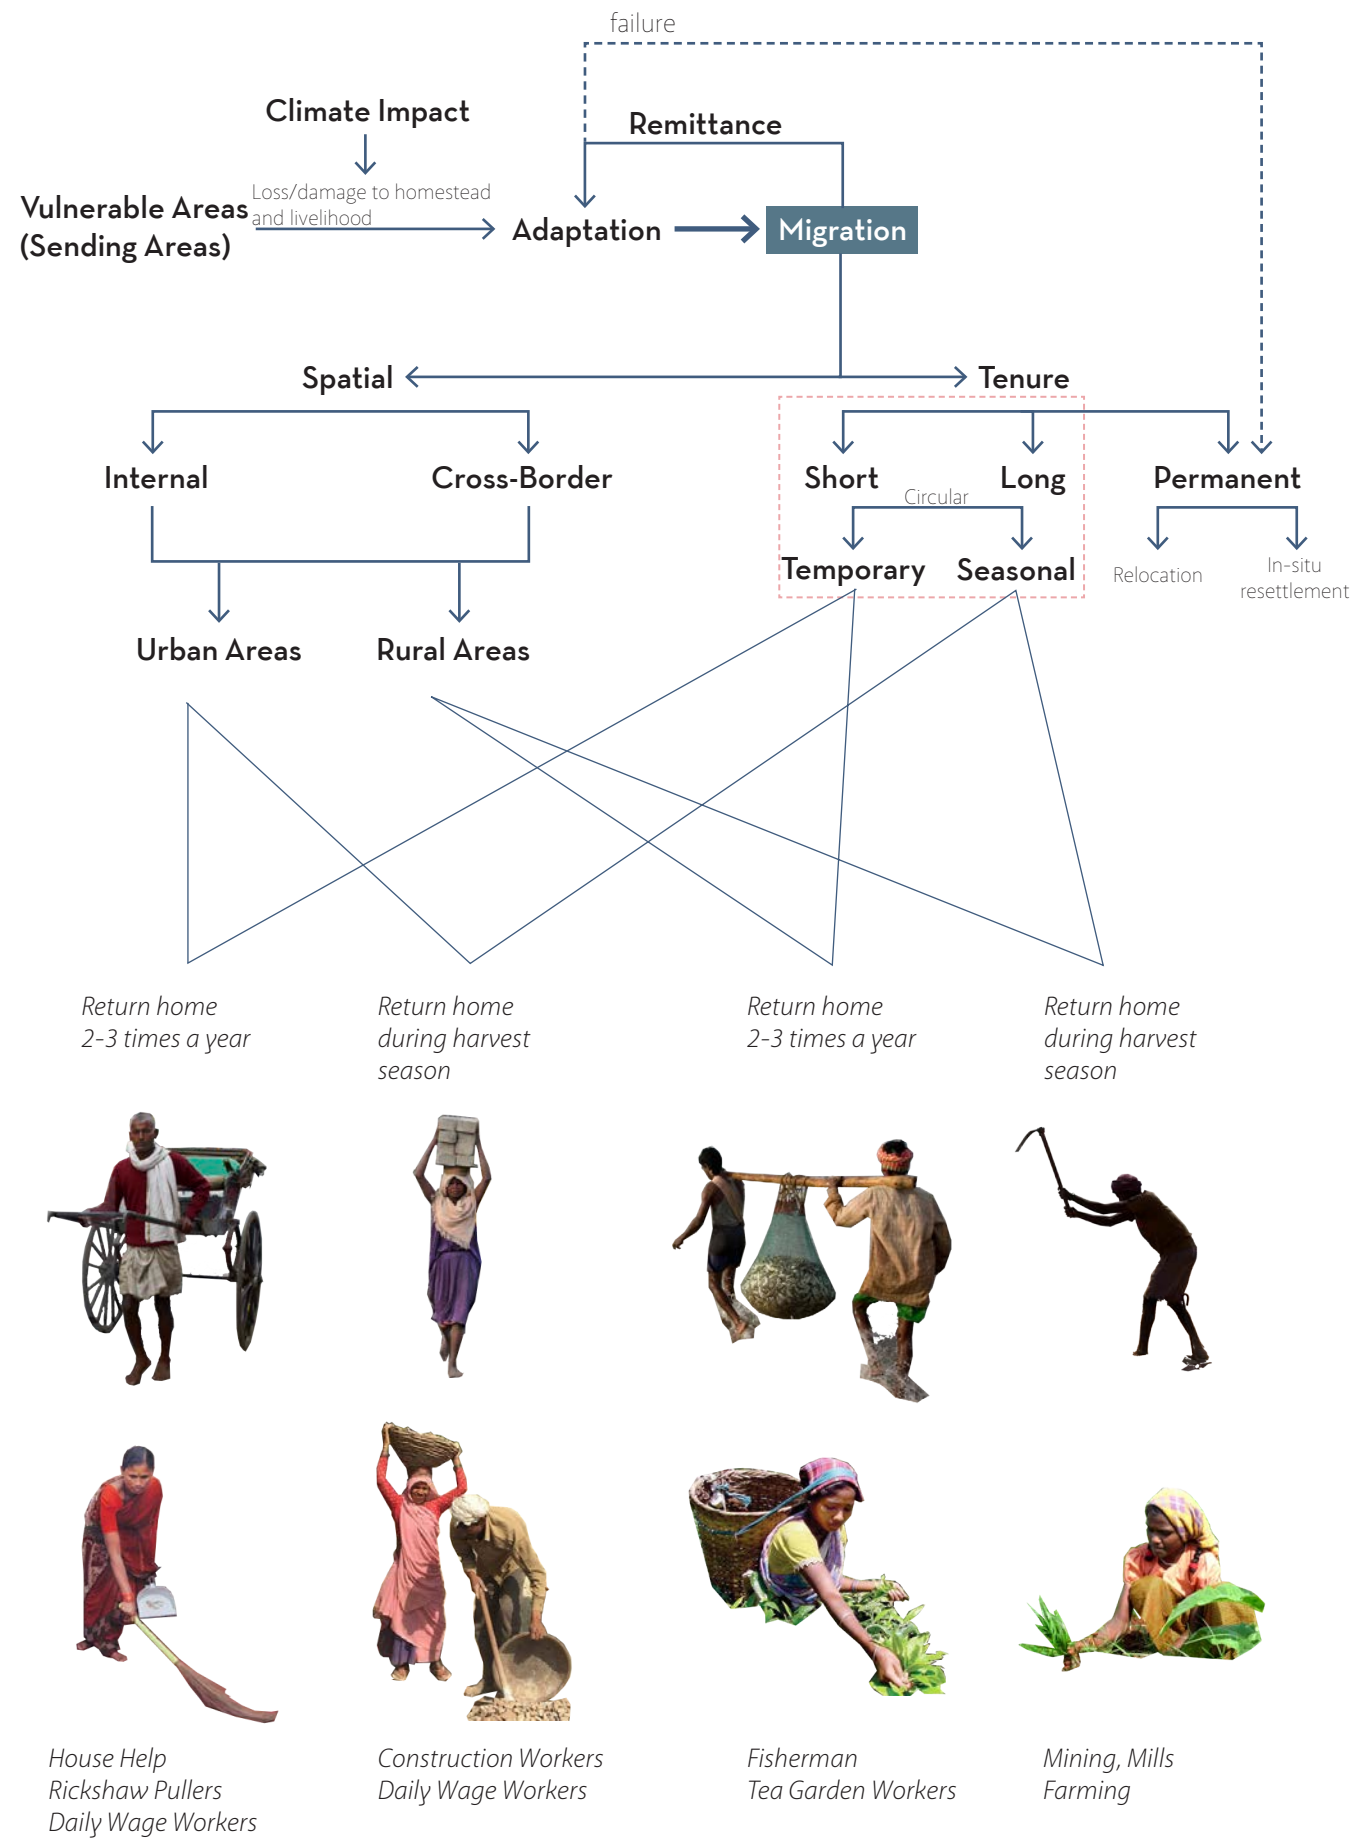 failure
Climate Impact
Remittance
Loss/damage to homestead
and livelihood
Vulnerable Areas
(Sending Areas)
Adaptation
Migration
Spatial
Tenure
Internal
Cross-Border
Short
Long
Permanent
Circular
Temporary
Seasonal
Relocation
In-situ
resettlement
Urban Areas
Rural Areas
Return home
2-3 times a year
Return home
during harvest
season
Return home
2-3 times a year
Return home
during harvest
season
House Help
Rickshaw Pullers
Daily Wage Workers
Construction Workers
Daily Wage Workers
Fisherman
Tea Garden Workers
Mining, Mills
Farming